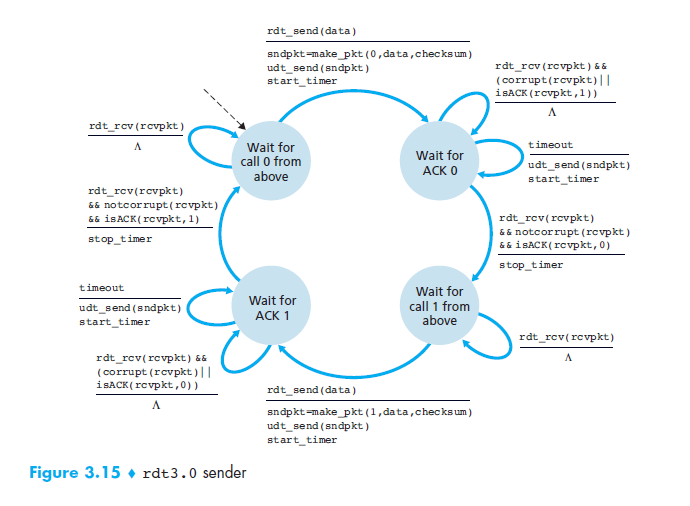 rdt_send(data)
sndpkt=make_pkt(0,data,checksum)
udt_send(sndpkt)
start_timer
rdt_rcv(rcvpkt)&&
(corrupt(rcvpkt)||
isACK(rcvpkt,1))
Λ
rdt_rcv(rcvpkt)
Λ
Wait for
call 0 from
above
Wait for
ACK 0
timeout
udt_send(sndpkt)
start_timer
rdt_rcv(rcvpkt)
&& notcorrupt(rcvpkt)
&& isACK(rcvpkt,1)
stop_timer
rdt_rcv(rcvpkt)
&& notcorrupt(rcvpkt)
&& isACK(rcvpkt,0)
stop_timer
timeout
udt_send(sndpkt)
start_timer
Wait for
ACK 1
Wait for
call 1 from
above
rdt_rcv(rcvpkt)
Λ
rdt_rcv(rcvpkt)&&
(corrupt(rcvpkt)||
isACK(rcvpkt,0))
Λ
rdt_send(data)
sndpkt=make_pkt(1,data,checksum)
udt_send(sndpkt)
start_timer
Figure 3.15 ♦ rdt3.0 sender